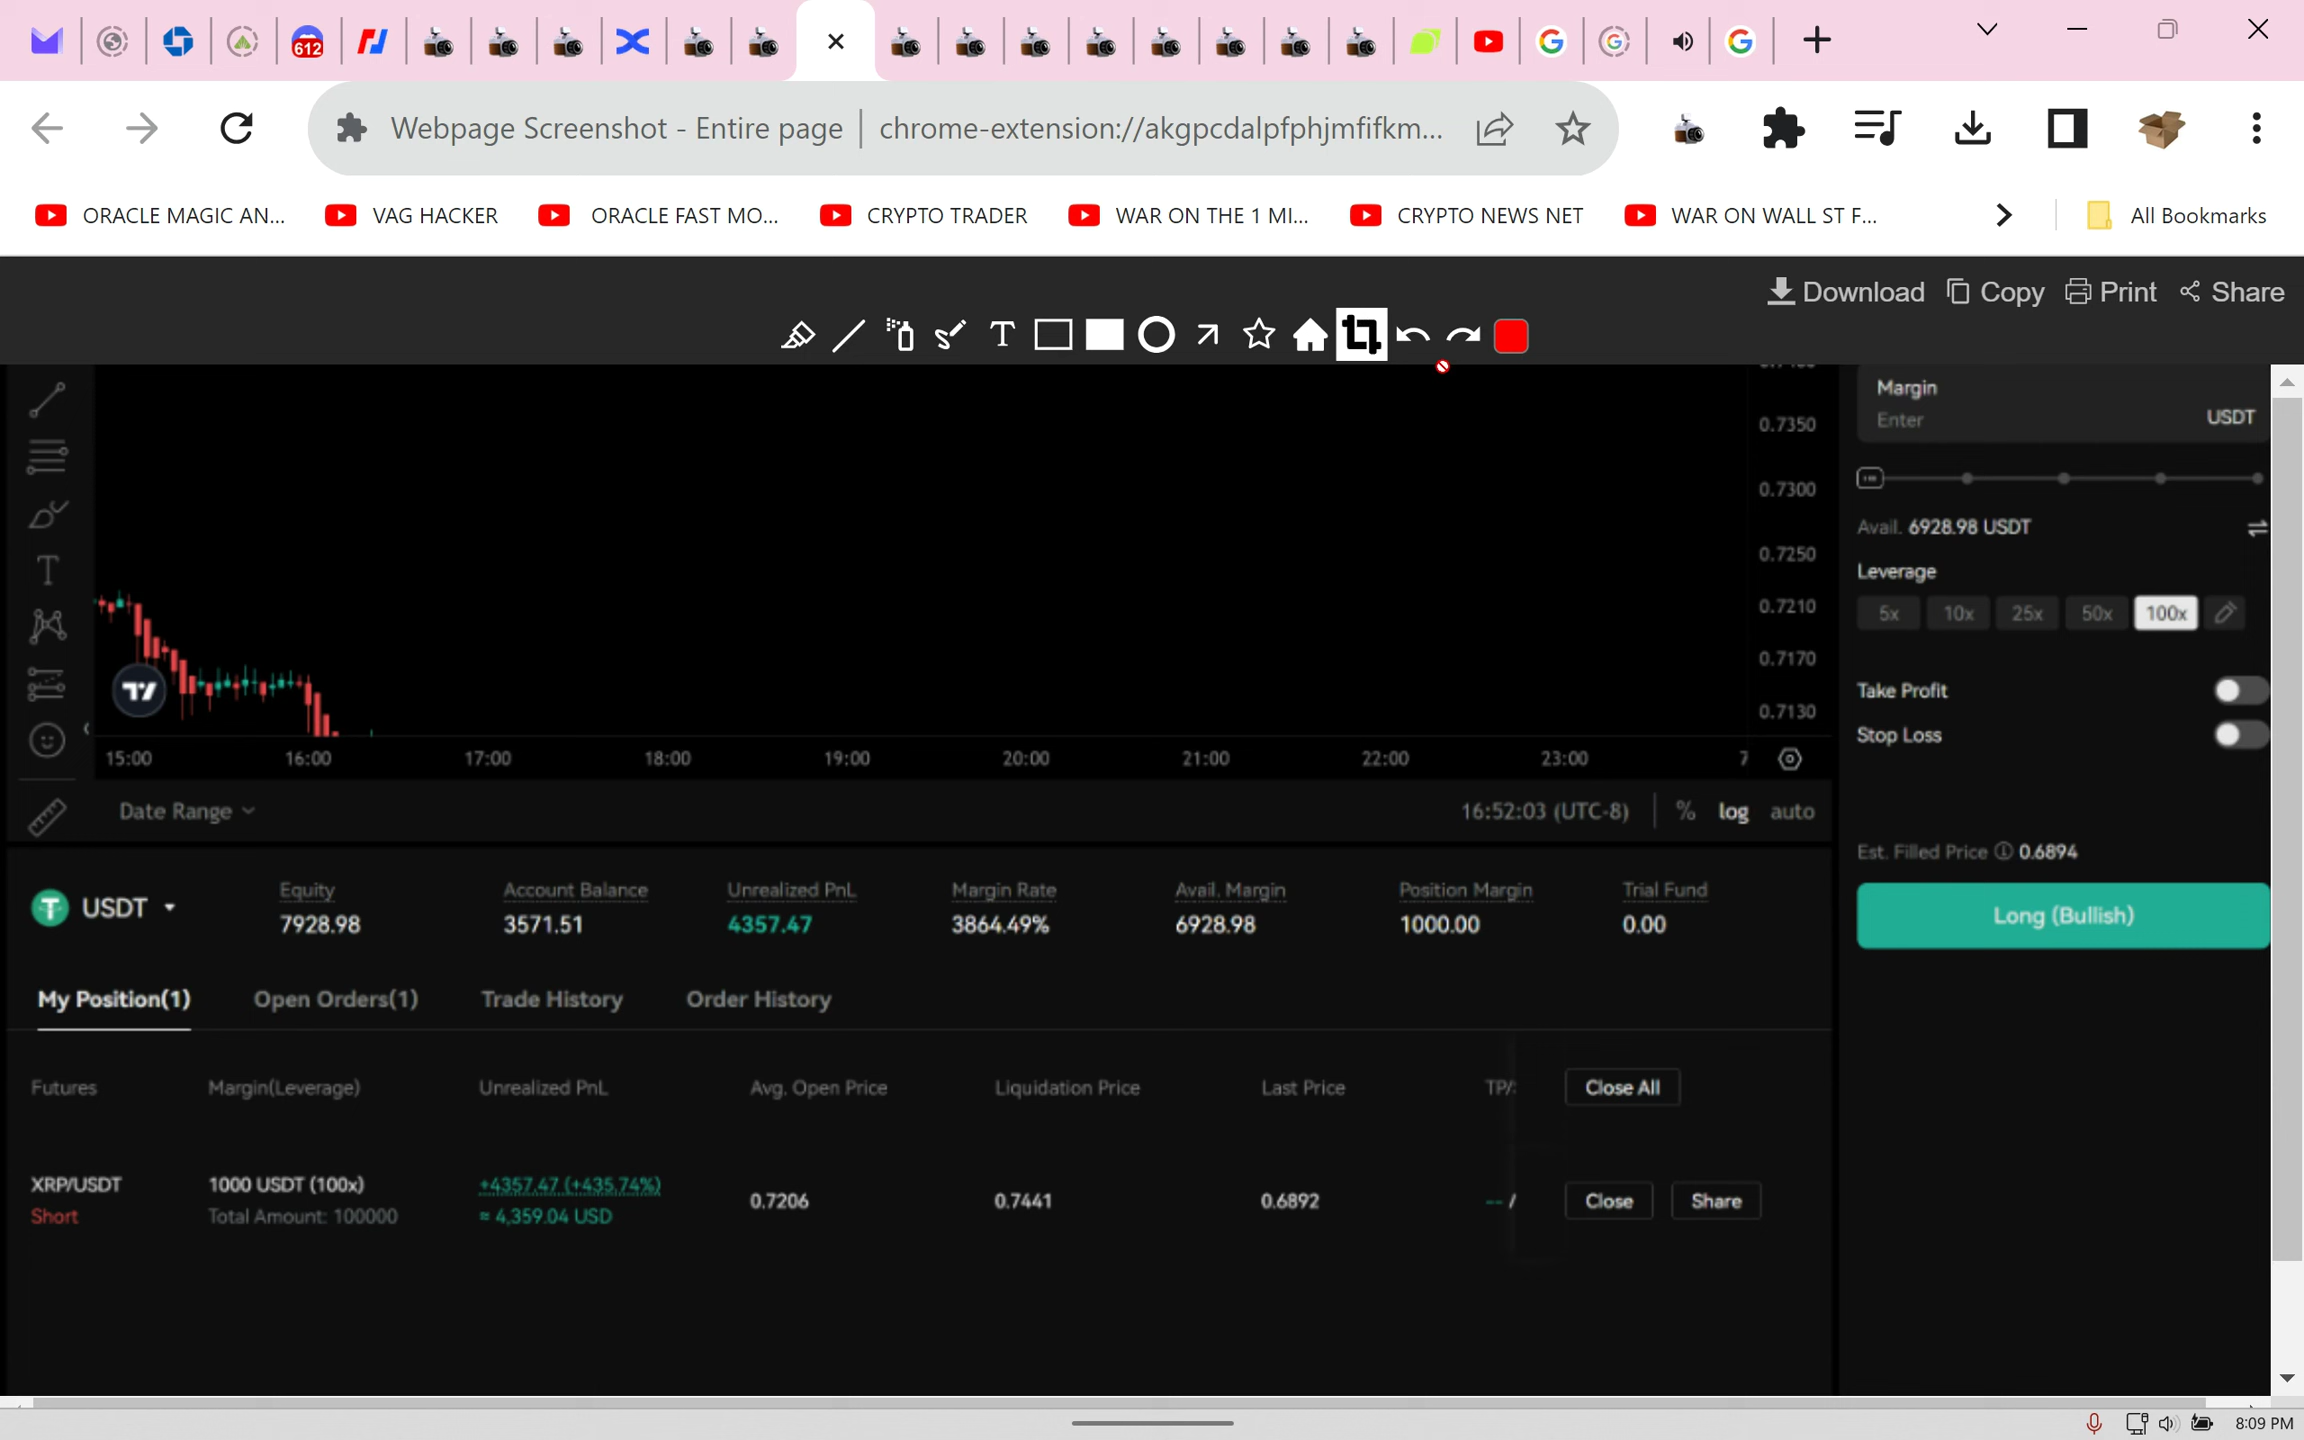 612
Webpage Screenshot - Entire page | chrome-extension://akgpcdalpfphjmfifkm...
ORACLE MAGIC AN... VAG HACKER ORACLE FAST MO... CRYPTO TRADER WAR ON THE 1 MI... CRYPTO NEWS NET WAR ON WALL ST F... All Bookmarks
Download Copy Print Share
T
Margin
Enter USDT
0.7350
0.7300
Avail. 6928.98 USDT
0.7250
Leverage
0.7210
5x 10x 25x 50x 100x
0.7170
Take Profit
0.7130
Stop Loss
15:00 16:00 17:00 18:00 19:00 20:00 21:00 22:00 23:00 7
Date Range 16:52:03 (UTC-8) % log auto
Est. Filled Price 0.6894
USDT
Equity Account Balance Unrealized PnL Margin Rate Avail. Margin Position Margin Trial Fund
7928.98 3571.51 4357.47 3864.49% 6928.98 1000.00 0.00
Long (Bullish)
My Position(1) Open Orders(1) Trade History Order History
Futures Margin(Leverage) Unrealized PnL Avg. Open Price Liquidation Price Last Price TP/ Close All
XRP/USDT 1000 USDT (100x) +4357.47 (+435.74%) 0.7206 0.7441 0.6892 -- / Close Share
Short Total Amount: 100000 ≈ 4,359.04 USD
8:09 PM